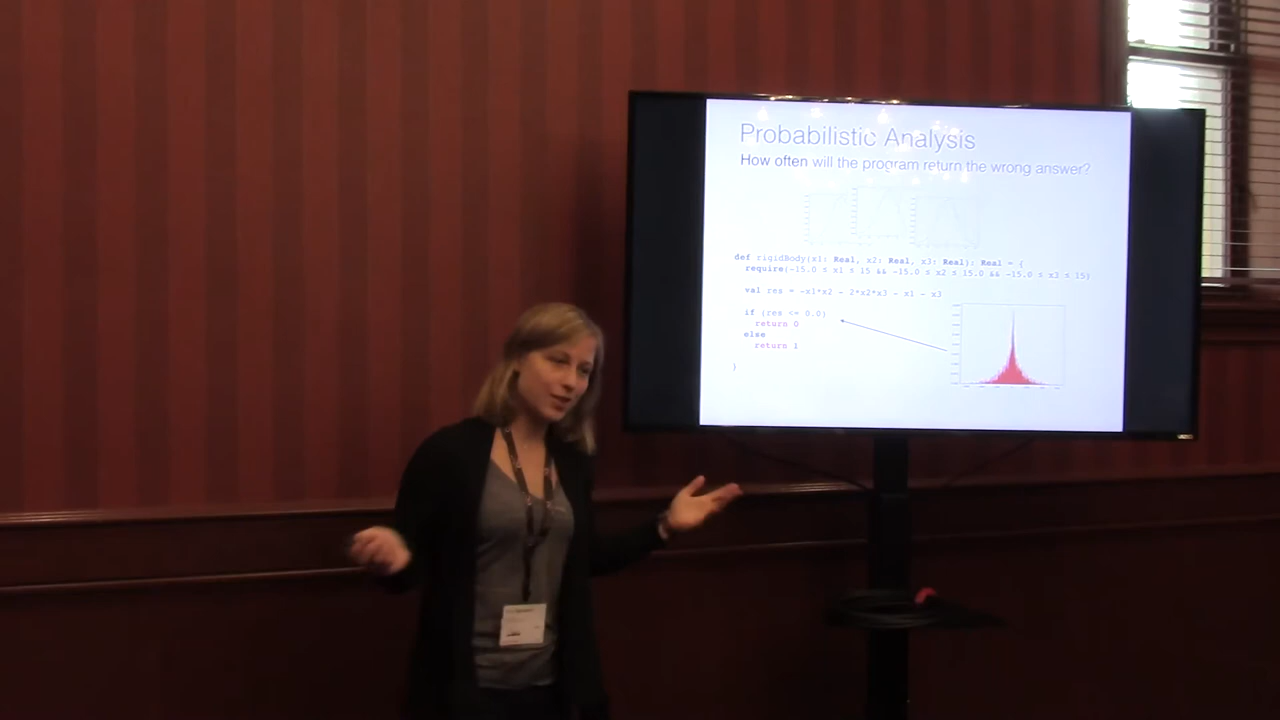 Probabilistic Analysis
How often will the program return the wrong answer?
def rigidBody(x1: Real, x2: Real, x3: Real): Real = {
require(-15.0 ≤ x1 ≤ 15 && -15.0 ≤ x2 ≤ 15.0 && -15.0 ≤ x3 ≤ 15)
val res = -x1*x2 - 2*x2*x3 - x1 - x3
if (res <= 0.0)
return 0
else
return 1
}